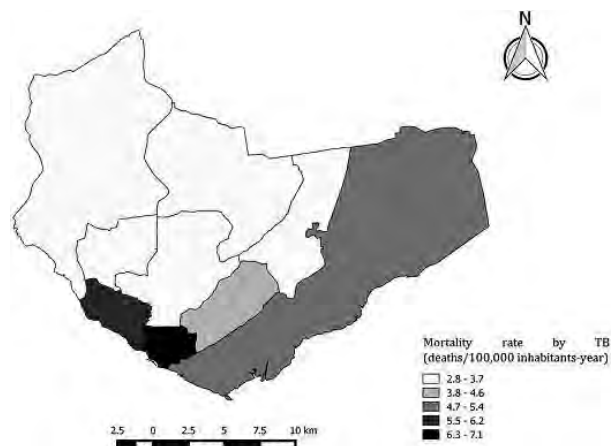 N
Mortality rate by TB
(deaths/100,000 inhabitants-year)
2.8 - 3.7
3.8 - 4.6
4.7 - 5.4
5.5 - 6.2
6.3 - 7.1
2.5 0 2.5 5 7.5 10 km